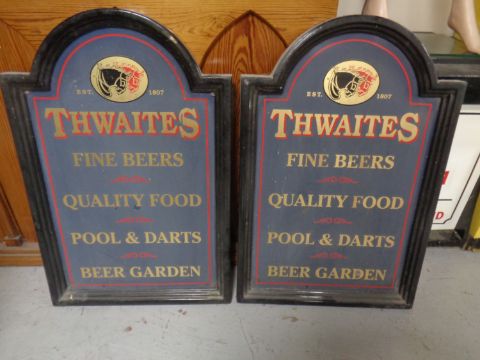 EST. 1807
THWAITES
FINE BEERS
QUALITY FOOD
POOL & DARTS
BEER GARDEN
EST. 1807
THWAITES
FINE BEERS
QUALITY FOOD
POOL & DARTS
BEER GARDEN
D